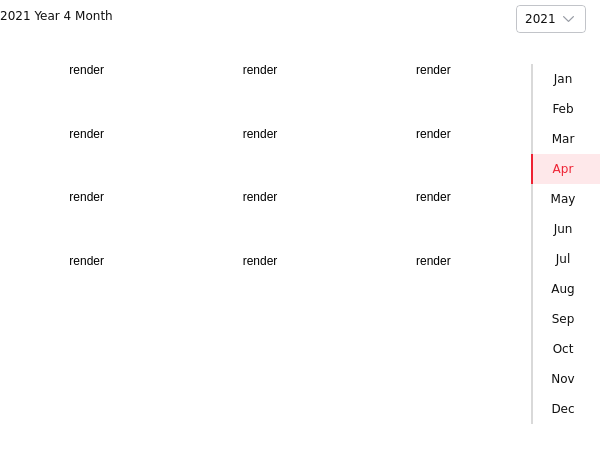 2021 Year 4 Month
2021
render render render
render render render
render render render
render render render
Jan
Feb
Mar
Apr
May
Jun
Jul
Aug
Sep
Oct
Nov
Dec